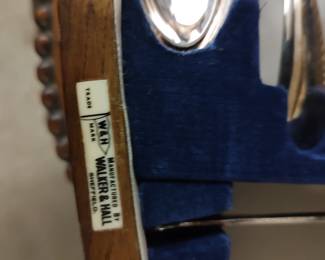 TRADE
W&H
MARK
MANUFACTURED BY
WALKER & HALL
SHEFFIELD.